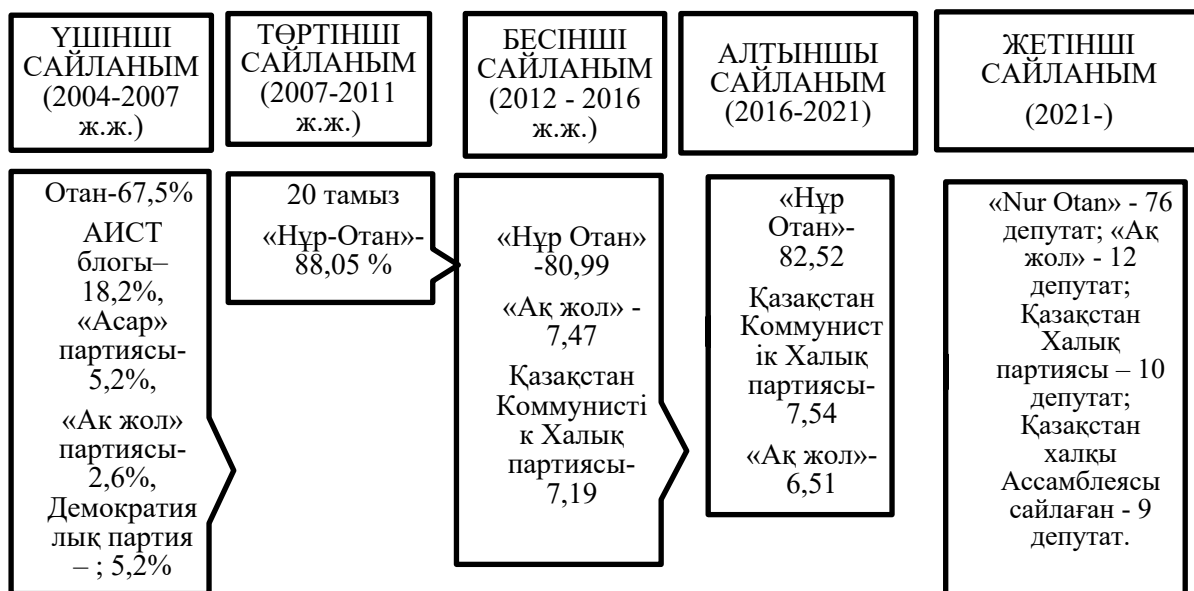 ҮШІНШІ
САЙЛАНЫМ
(2004-2007
ж.ж.)
ТӨРТІНШІ
САЙЛАНЫМ
(2007-2011
ж.ж.)
БЕСІНШІ
САЙЛАНЫМ
(2012 - 2016
ж.ж.)
АЛТЫНШЫ
САЙЛАНЫМ
(2016-2021)
ЖЕТІНШІ
САЙЛАНЫМ
(2021-)
Отан-67,5%
АИСТ
блогы–
18,2%,
«Асар»
партиясы-
5,2%,
«Ак жол»
партиясы-
2,6%,
Демократия
лық партия
– ; 5,2%
20 тамыз
«Нұр-Отан»-
88,05 %
«Нұр Отан»
-80,99
«Ақ жол» -
7,47
Қазақстан
Коммунисті
к Халық
партиясы-
7,19
«Нұр
Отан»-
82,52
Қазақстан
Коммунист
ік Халық
партиясы-
7,54
«Ақ жол»-
6,51
«Nur Otan» - 76
депутат; «Ақ
жол» - 12
депутат;
Қазақстан
Халық
партиясы – 10
депутат;
Қазақстан
халқы
Ассамблеясы
сайлаған - 9
депутат.